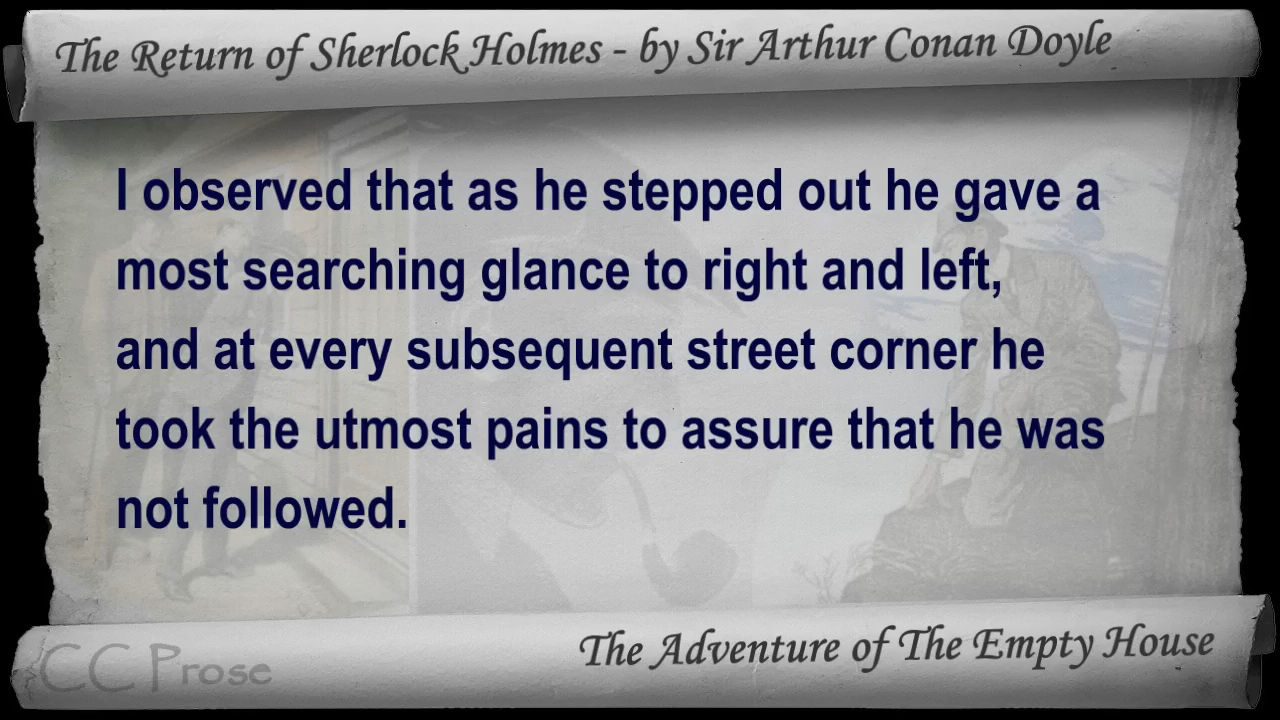 The Return of Sherlock Holmes - by Sir Arthur Conan Doyle
I observed that as he stepped out he gave a
most searching glance to right and left,
and at every subsequent street corner he
took the utmost pains to assure that he was
not followed.
The Adventure of The Empty House
CC Prose